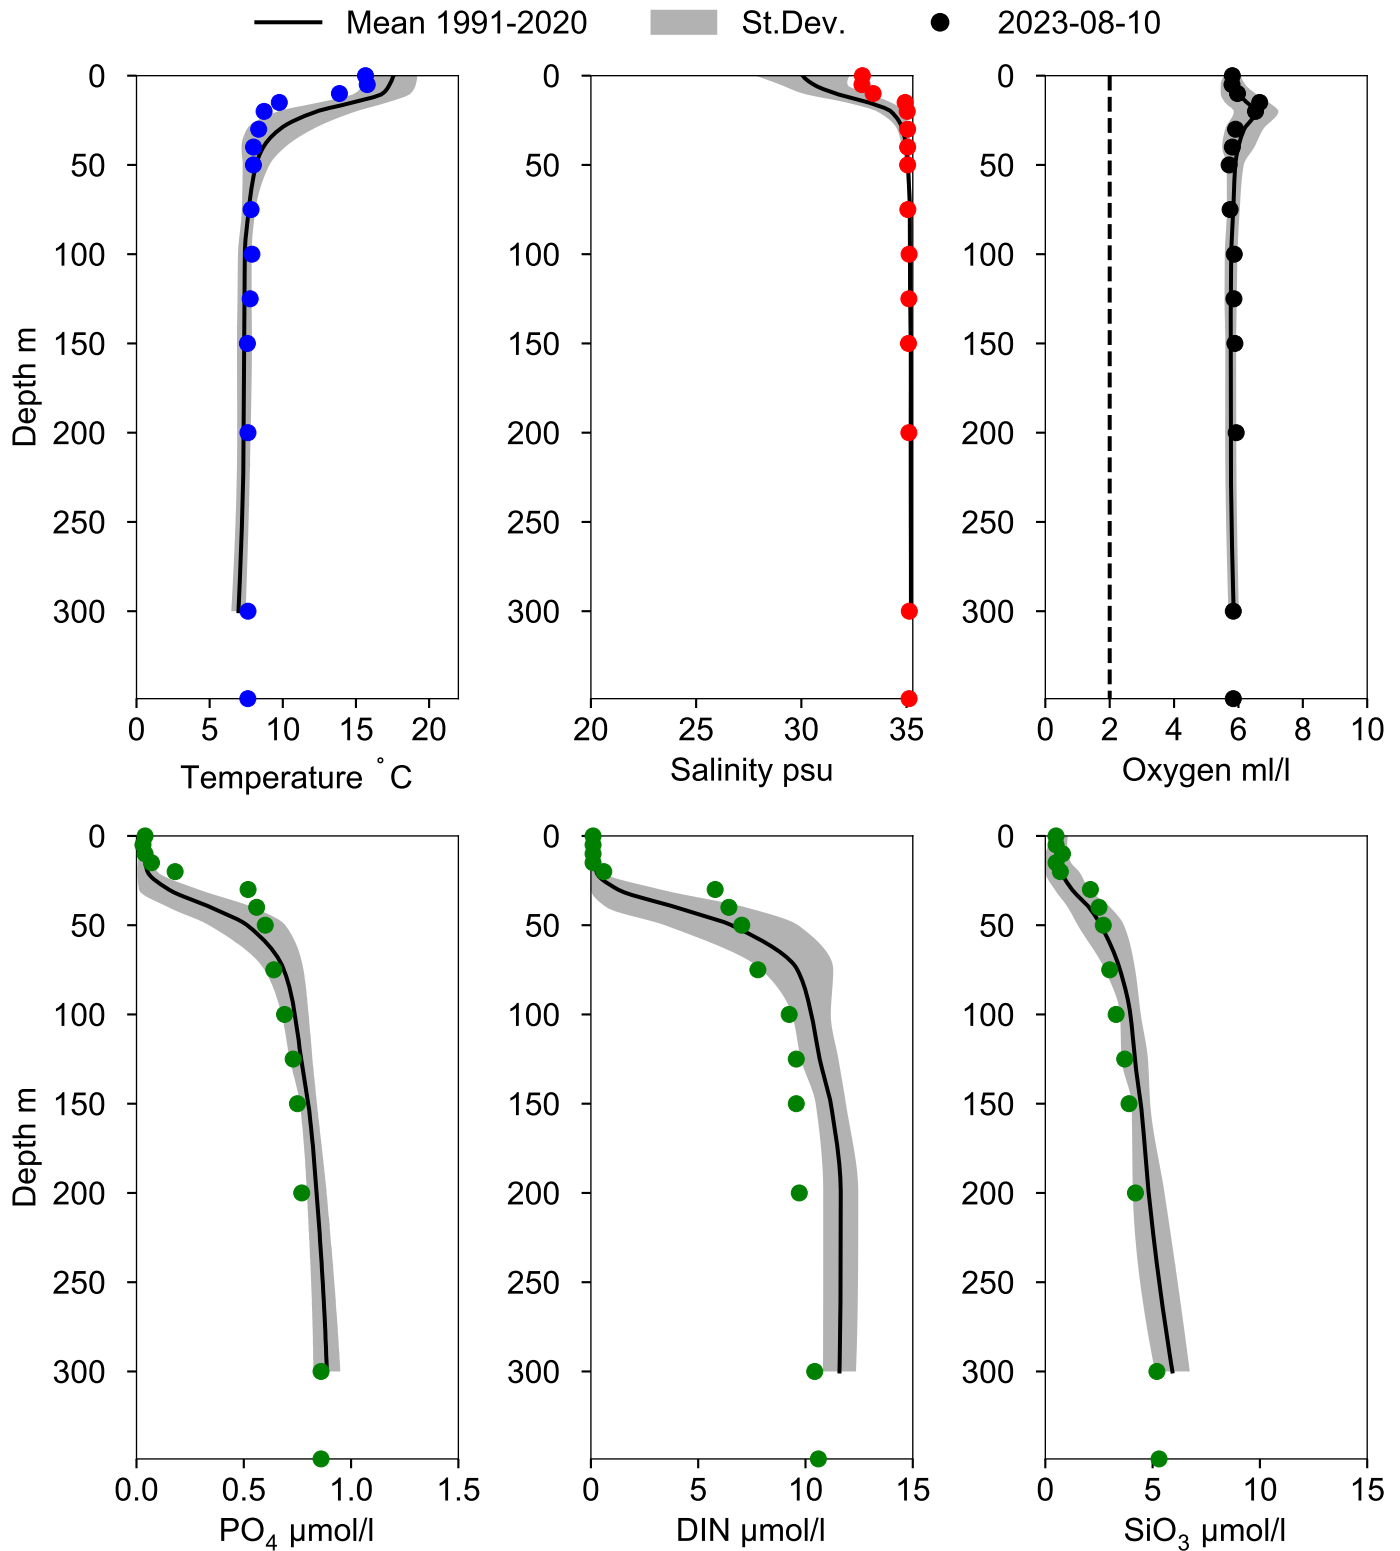 Mean 1991-2020 St.Dev. 2023-08-10
0 0 0
50 50 50
100 100 100
150 150 150
200 200 200
250 250 250
300 300 300
Depth m
0 5 10 15 20 20 25 30 35 0 2 4 6 8 10
Temperature °C Salinity psu Oxygen ml/l
0 0 0
50 50 50
100 100 100
150 150 150
200 200 200
250 250 250
300 300 300
Depth m
0.0 0.5 1.0 1.5 0 5 10 15 0 5 10 15
PO₄ µmol/l DIN µmol/l SiO₃ µmol/l